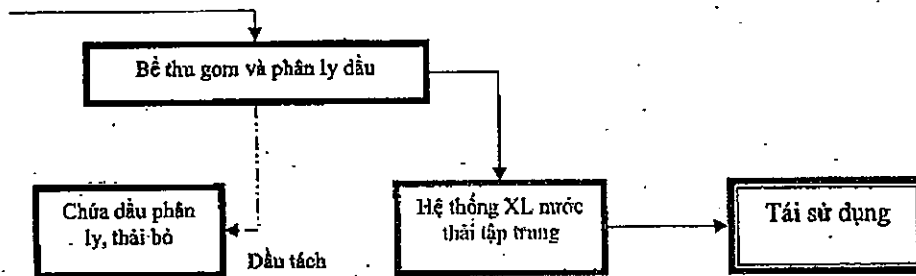 Bể thu gom và phân ly dầu
Chứa dầu phân
ly, thải bỏ
Dầu tách
Hệ thống XL nước
thải tập trung
Tái sử dụng